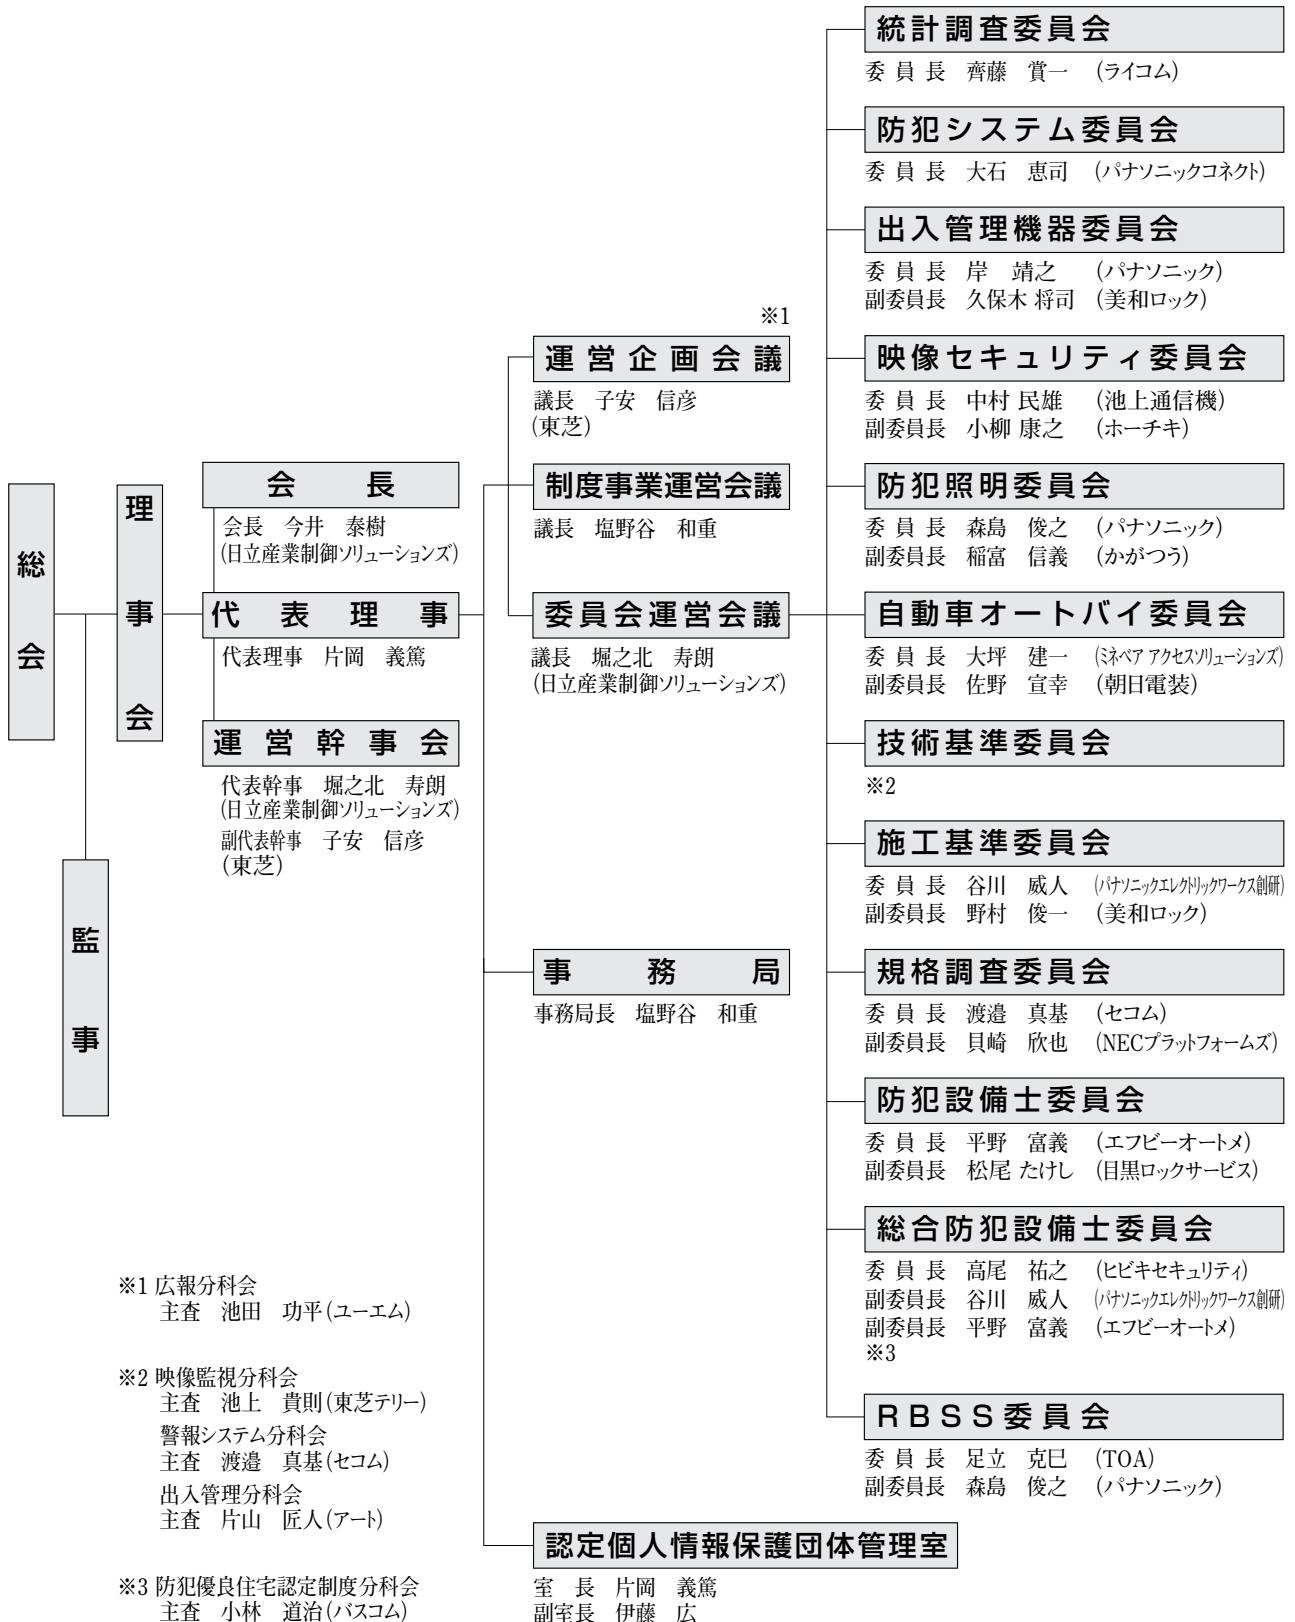 総会
監事
理事会
会長
会長 今井 泰樹
(日立産業制御ソリューションズ)
代表理事
代表理事 片岡 義篤
運営幹事会
代表幹事 堀之北 寿朗
(日立産業制御ソリューションズ)
副代表幹事 子安 信彦
(東芝)
※1
運営企画会議
議長 子安 信彦
(東芝)
制度事業運営会議
議長 塩野谷 和重
委員会運営会議
議長 堀之北 寿朗
(日立産業制御ソリューションズ)
事務局
事務局長 塩野谷 和重
認定個人情報保護団体管理室
室長 片岡 義篤
副室長 伊藤 広
統計調査委員会
委員長 齊藤 賞一 (ライコム)
防犯システム委員会
委員長 大石 恵司 (パナソニックコネクト)
出入管理機器委員会
委員長 岸 靖之 (パナソニック)
副委員長 久保木 将司 (美和ロック)
映像セキュリティ委員会
委員長 中村 民雄 (池上通信機)
副委員長 小柳 康之 (ホーチキ)
防犯照明委員会
委員長 森島 俊之 (パナソニック)
副委員長 稲富 信義 (かがつう)
自動車オートバイ委員会
委員長 大坪 建一 (ミネベア アクセスソリューションズ)
副委員長 佐野 宣幸 (朝日電装)
技術基準委員会
※2
施工基準委員会
委員長 谷川 威人 (パナソニックエレクトリックワークス創研)
副委員長 野村 俊一 (美和ロック)
規格調査委員会
委員長 渡邉 真基 (セコム)
副委員長 貝崎 欣也 (NECプラットフォームズ)
防犯設備士委員会
委員長 平野 富義 (エフビーオートメ)
副委員長 松尾 たけし (目黒ロックサービス)
総合防犯設備士委員会
委員長 高尾 祐之 (ヒビキセキュリティ)
副委員長 谷川 威人 (パナソニックエレクトリックワークス創研)
副委員長 平野 富義 (エフビーオートメ)
※3
RBSS委員会
委員長 足立 克巳 (TOA)
副委員長 森島 俊之 (パナソニック)
※1 広報分科会
主査 池田 功平(ユーエム)
※2 映像監視分科会
主査 池上 貴則(東芝テリー)
警報システム分科会
主査 渡邉 真基(セコム)
出入管理分科会
主査 片山 匠人(アート)
※3 防犯優良住宅認定制度分科会
主査 小林 道治(バスコム)